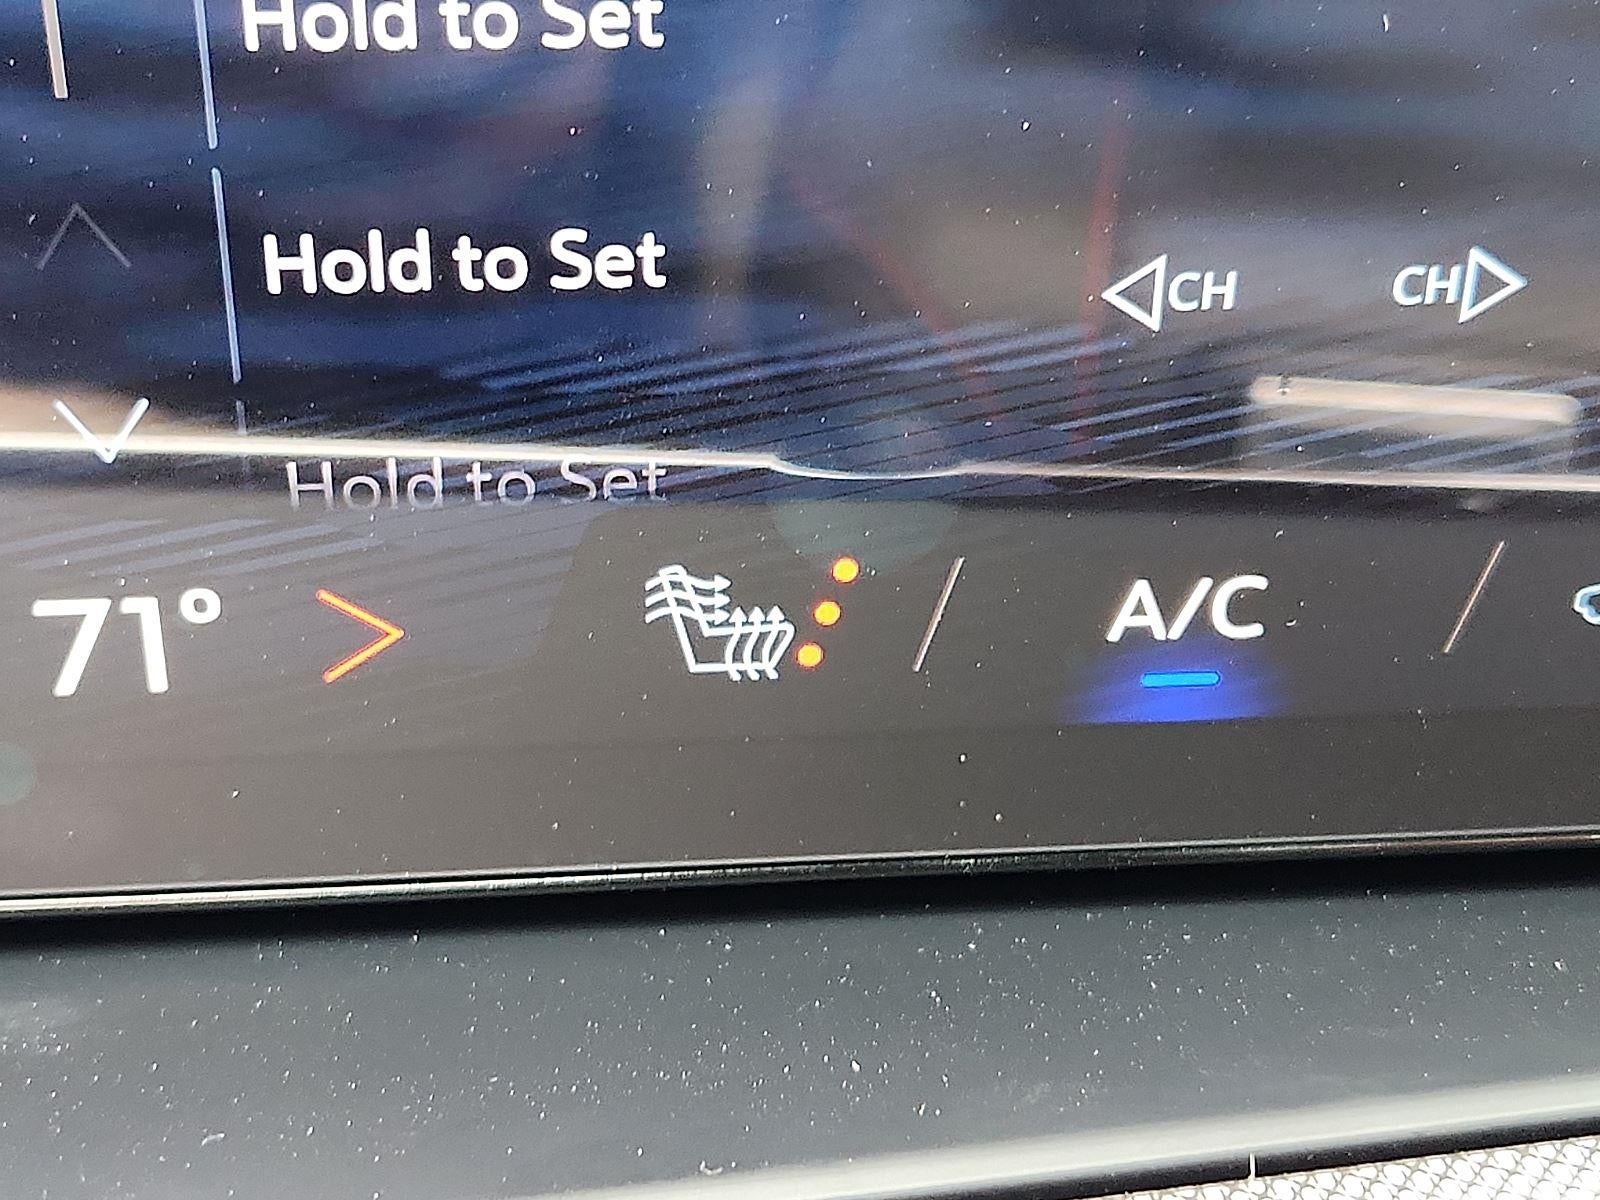 Hold to Set
Hold to Set
CH CH
Hold to Set
71° A/C